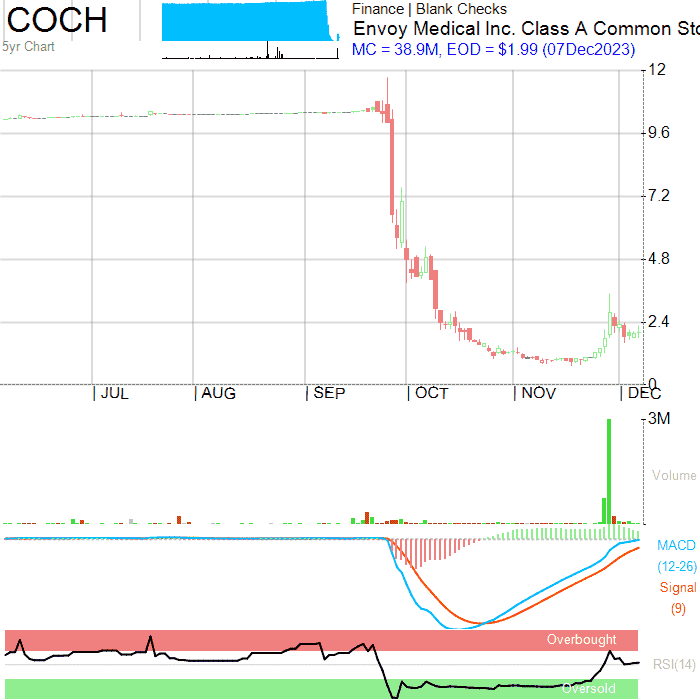 COCH
5yr Chart
Finance | Blank Checks
Envoy Medical Inc. Class A Common Sto
MC = 38.9M, EOD = $1.99 (07Dec2023)
12
9.6
7.2
4.8
2.4
0
JUL AUG SEP OCT NOV DEC
3M
Volume
MACD
(12-26)
Signal
(9)
Overbought
RSI(14)
Oversold